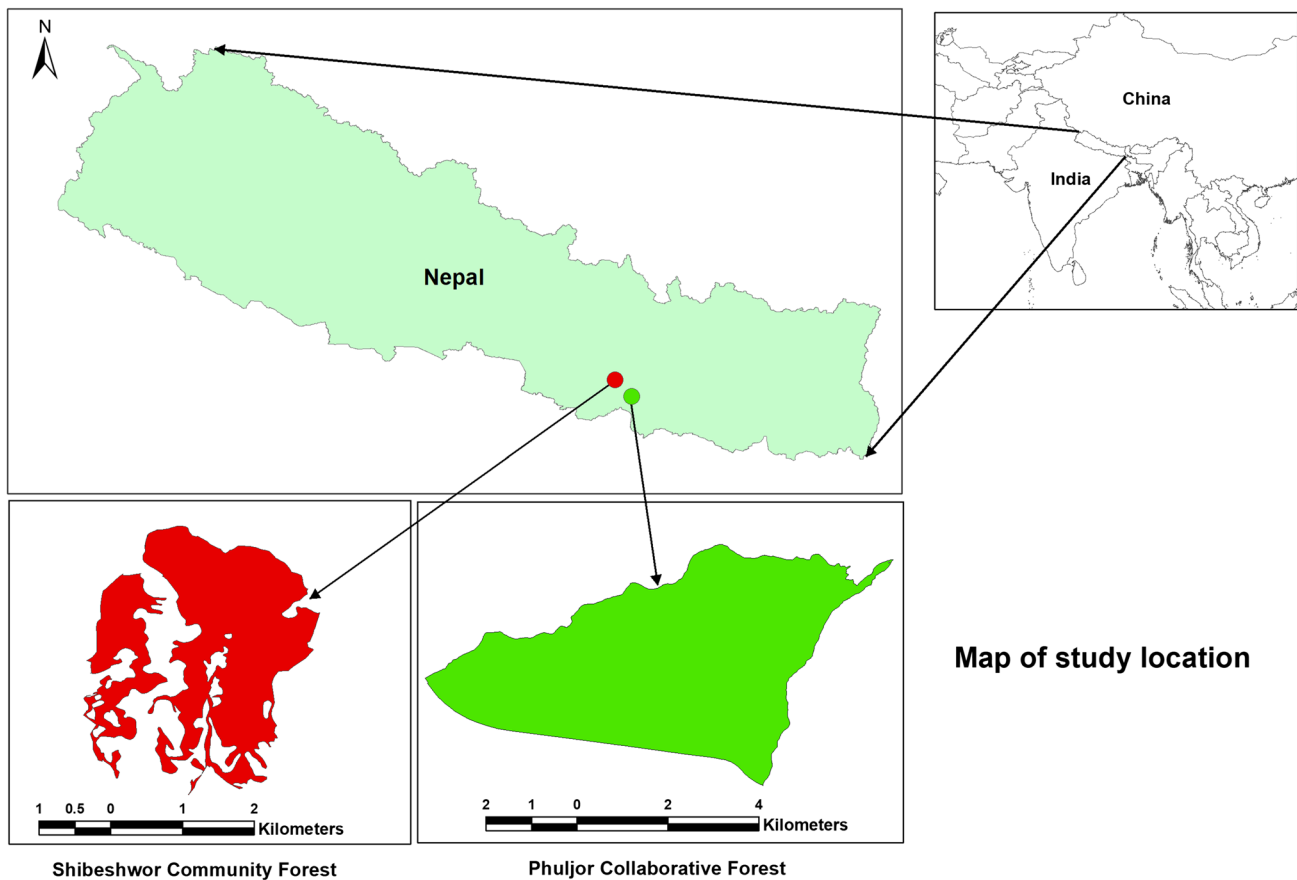 N
China
India
Nepal
Map of study location
1 0.5 0 1 2
Kilometers
2 1 0 2 4
Kilometers
Shibeshwor Community Forest
Phuljor Collaborative Forest